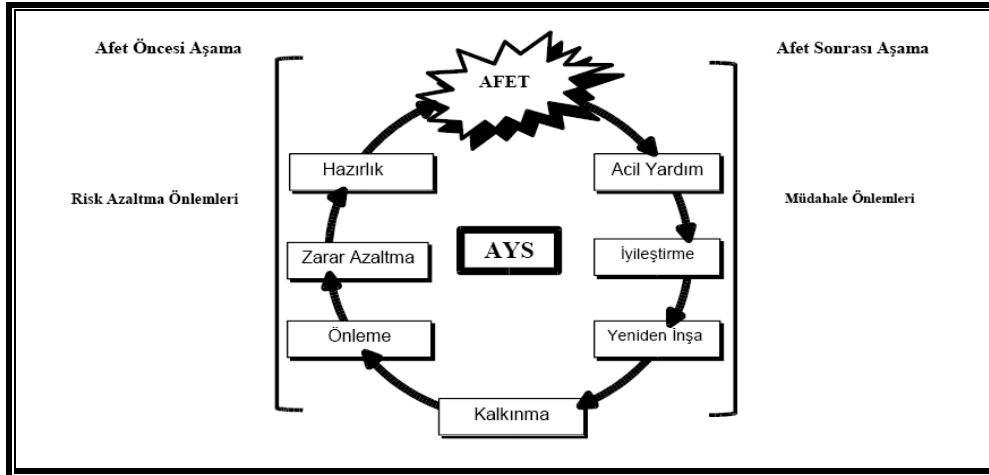 Afet Öncesi Aşama
Afet Sonrası Aşama
AFET
Hazırlık
Acil Yardım
Risk Azaltma Önlemleri
Müdahale Önlemleri
Zarar Azaltma
AYS
İyileştirme
Önleme
Yeniden İnşa
Kalkınma